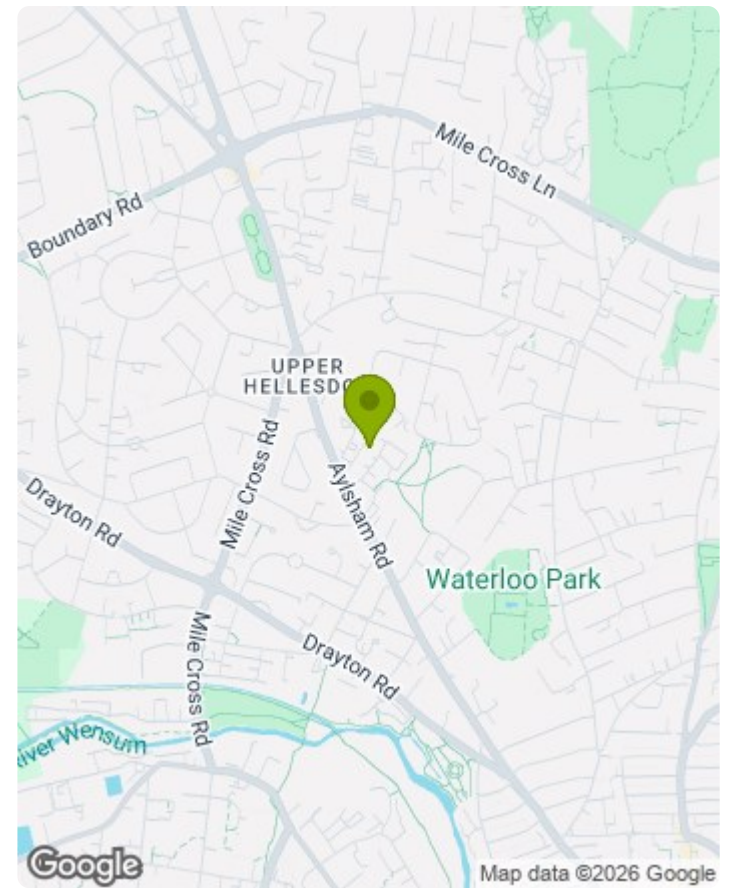 Mile Cross Ln
Boundary Rd
UPPER
HELLESDO
Mile Cross Rd
Drayton Rd
Aylsham Rd
Waterloo Park
Mile Cross Rd
Drayton Rd
River Wensum
Google
Map data ©2026 Google